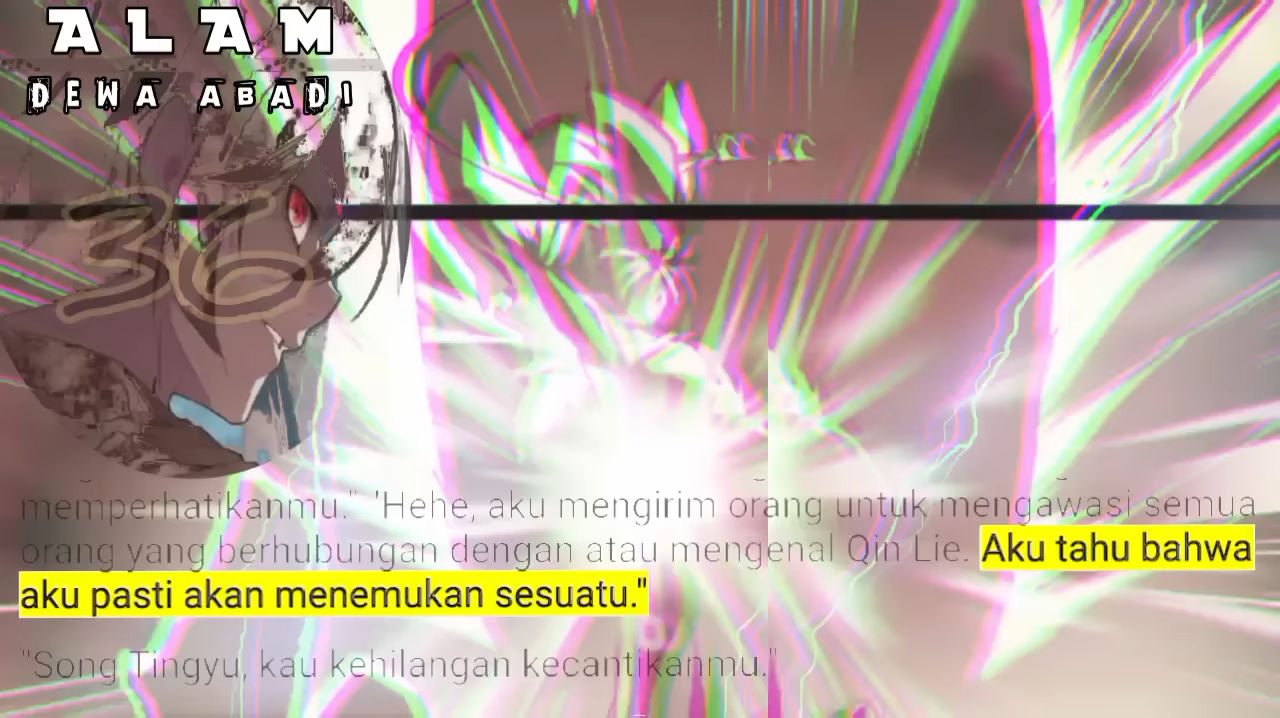 ALAM
DEWA ABADI
36
memperhatikanmu." 'Hehe, aku mengirim orang untuk mengawasi semua
orang yang berhubungan dengan atau mengenal Qin Lie. Aku tahu bahwa
aku pasti akan menemukan sesuatu."
"Song Tingyu, kau kehilangan kecantikanmu."